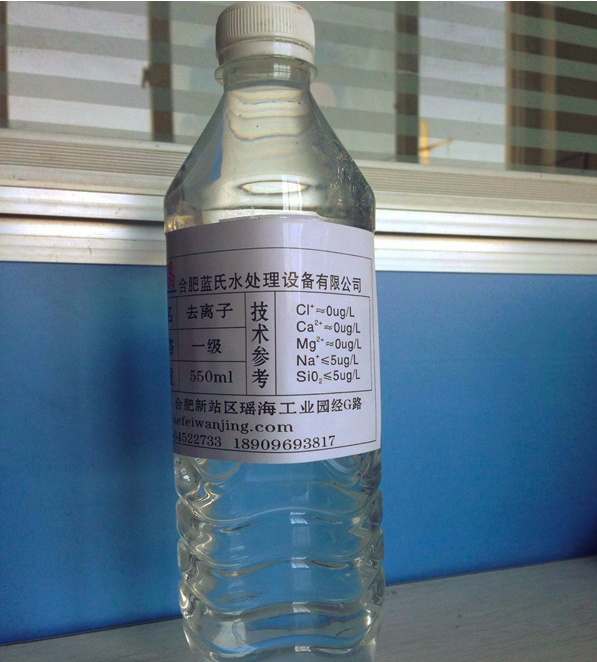 合肥蓝氏水处理设备有限公司
去离子
一级
550ml
技术参考
Cl⁺≈0ug/L
Ca²⁺≈0ug/L
Mg²⁺≈0ug/L
Na⁺≤5ug/L
SiO₂≤5ug/L
合肥新站区瑶海工业园经G路
hefeiwanjing.com
4522733 18909693817